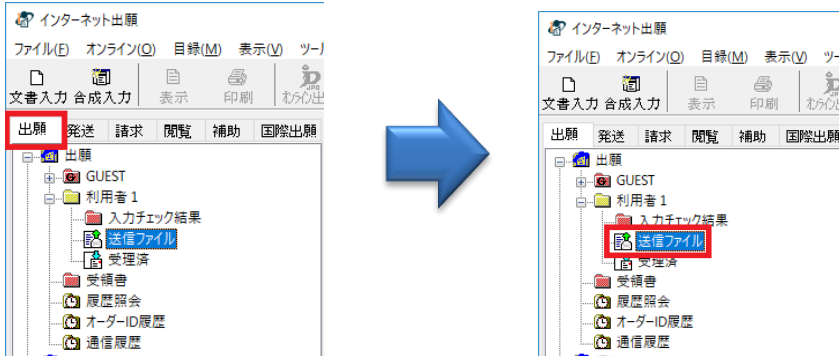 インターネット出願
ファイル(F) オンライン(O) 目録(M) 表示(V) ツール
文書入力 合成入力 表示 印刷
出願 発送 請求 閲覧 補助 国際出願
出願
GUEST
利用者1
入力チェック結果
送信ファイル
受理済
受領書
履歴照会
オーダーID履歴
通信履歴
インターネット出願
ファイル(F) オンライン(O) 目録(M) 表示(V) ツー
文書入力 合成入力 表示 印刷
出願 発送 請求 閲覧 補助 国際出願
出願
GUEST
利用者1
入力チェック結果
送信ファイル
受理済
受領書
履歴照会
オーダーID履歴
通信履歴